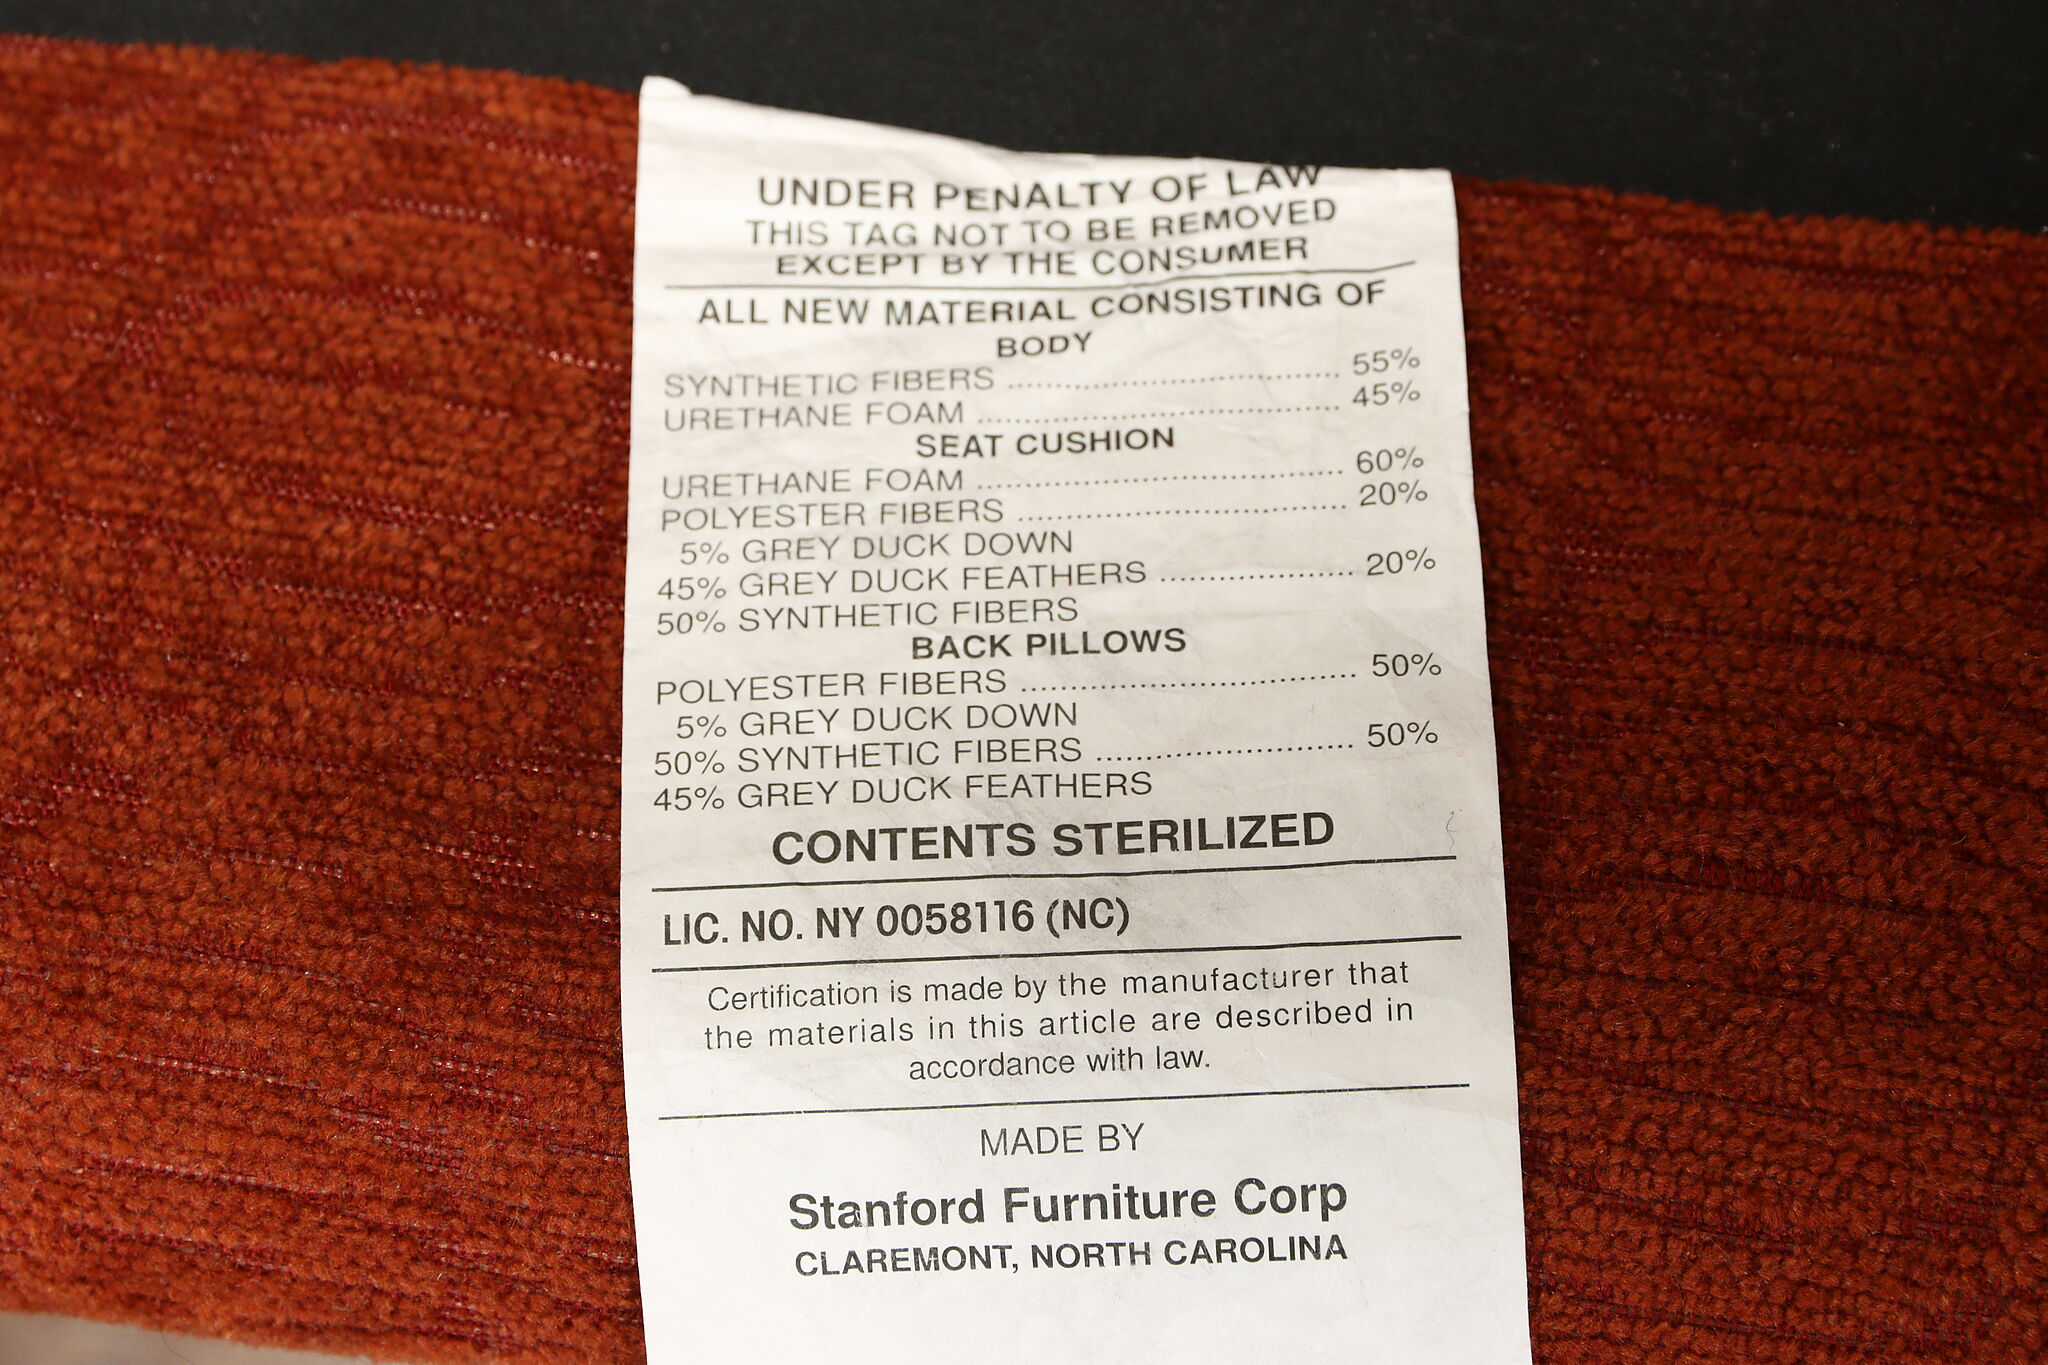 UNDER PENALTY OF LAW
THIS TAG NOT TO BE REMOVED
EXCEPT BY THE CONSUMER
ALL NEW MATERIAL CONSISTING OF
BODY
SYNTHETIC FIBERS .................................... 55%
URETHANE FOAM ....................................... 45%
SEAT CUSHION
URETHANE FOAM ....................................... 60%
POLYESTER FIBERS .................................... 20%
5% GREY DUCK DOWN
45% GREY DUCK FEATHERS ..................... 20%
50% SYNTHETIC FIBERS
BACK PILLOWS
POLYESTER FIBERS .................................... 50%
5% GREY DUCK DOWN
50% SYNTHETIC FIBERS ............................ 50%
45% GREY DUCK FEATHERS
CONTENTS STERILIZED
LIC. NO. NY 0058116 (NC)
Certification is made by the manufacturer that
the materials in this article are described in
accordance with law.
MADE BY
Stanford Furniture Corp
CLAREMONT, NORTH CAROLINA